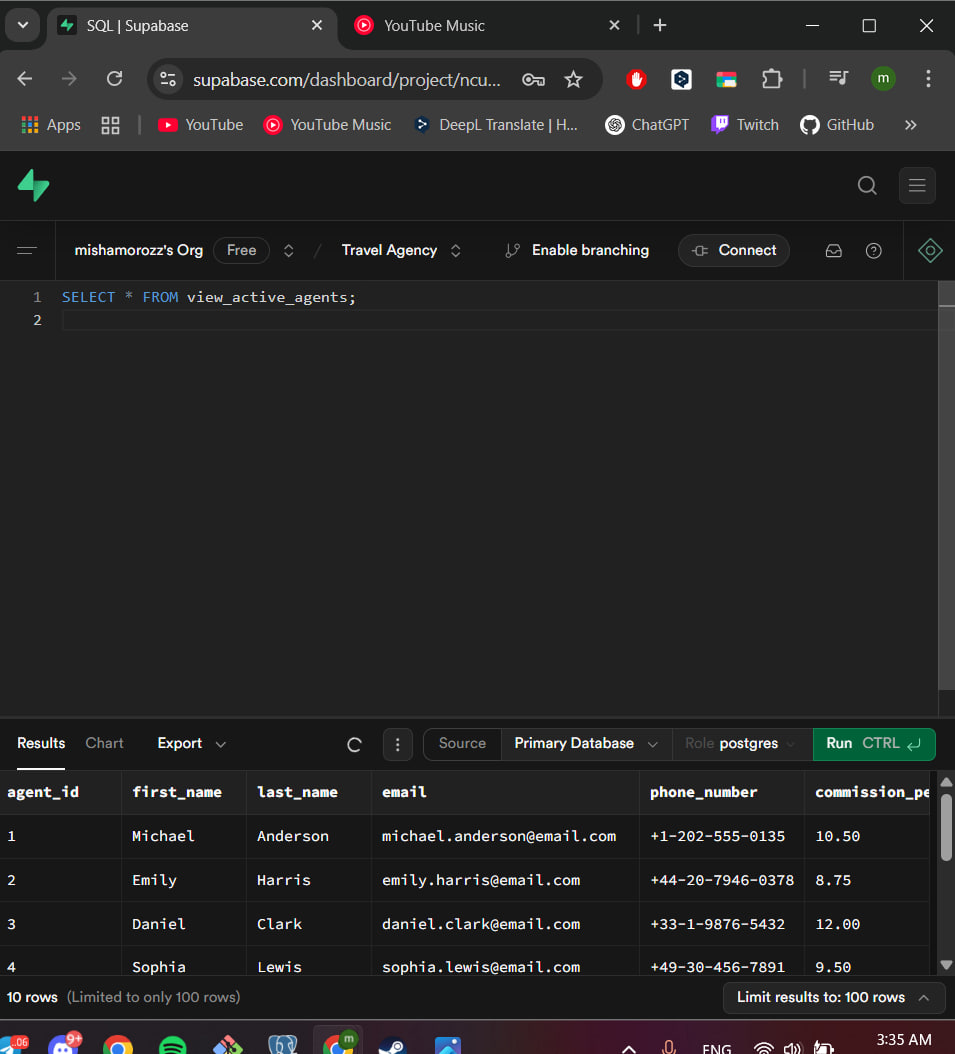 SQL | Supabase
YouTube Music
supabase.com/dashboard/project/ncu...
m
Apps
YouTube
YouTube Music
DeepL Translate | H...
ChatGPT
Twitch
GitHub
mishamorozz's Org
Free
/
Travel Agency
Enable branching
Connect
1 SELECT * FROM view_active_agents;
2
Results
Chart
Export
Source
Primary Database
Role postgres
Run CTRL
agent_id first_name last_name email phone_number commission_pe
1 Michael Anderson michael.anderson@email.com +1-202-555-0135 10.50
2 Emily Harris emily.harris@email.com +44-20-7946-0378 8.75
3 Daniel Clark daniel.clark@email.com +33-1-9876-5432 12.00
4 Sophia Lewis sophia.lewis@email.com +49-30-456-7891 9.50
10 rows (Limited to only 100 rows)
Limit results to: 100 rows
.06
9+
m
ENG
3:35 AM